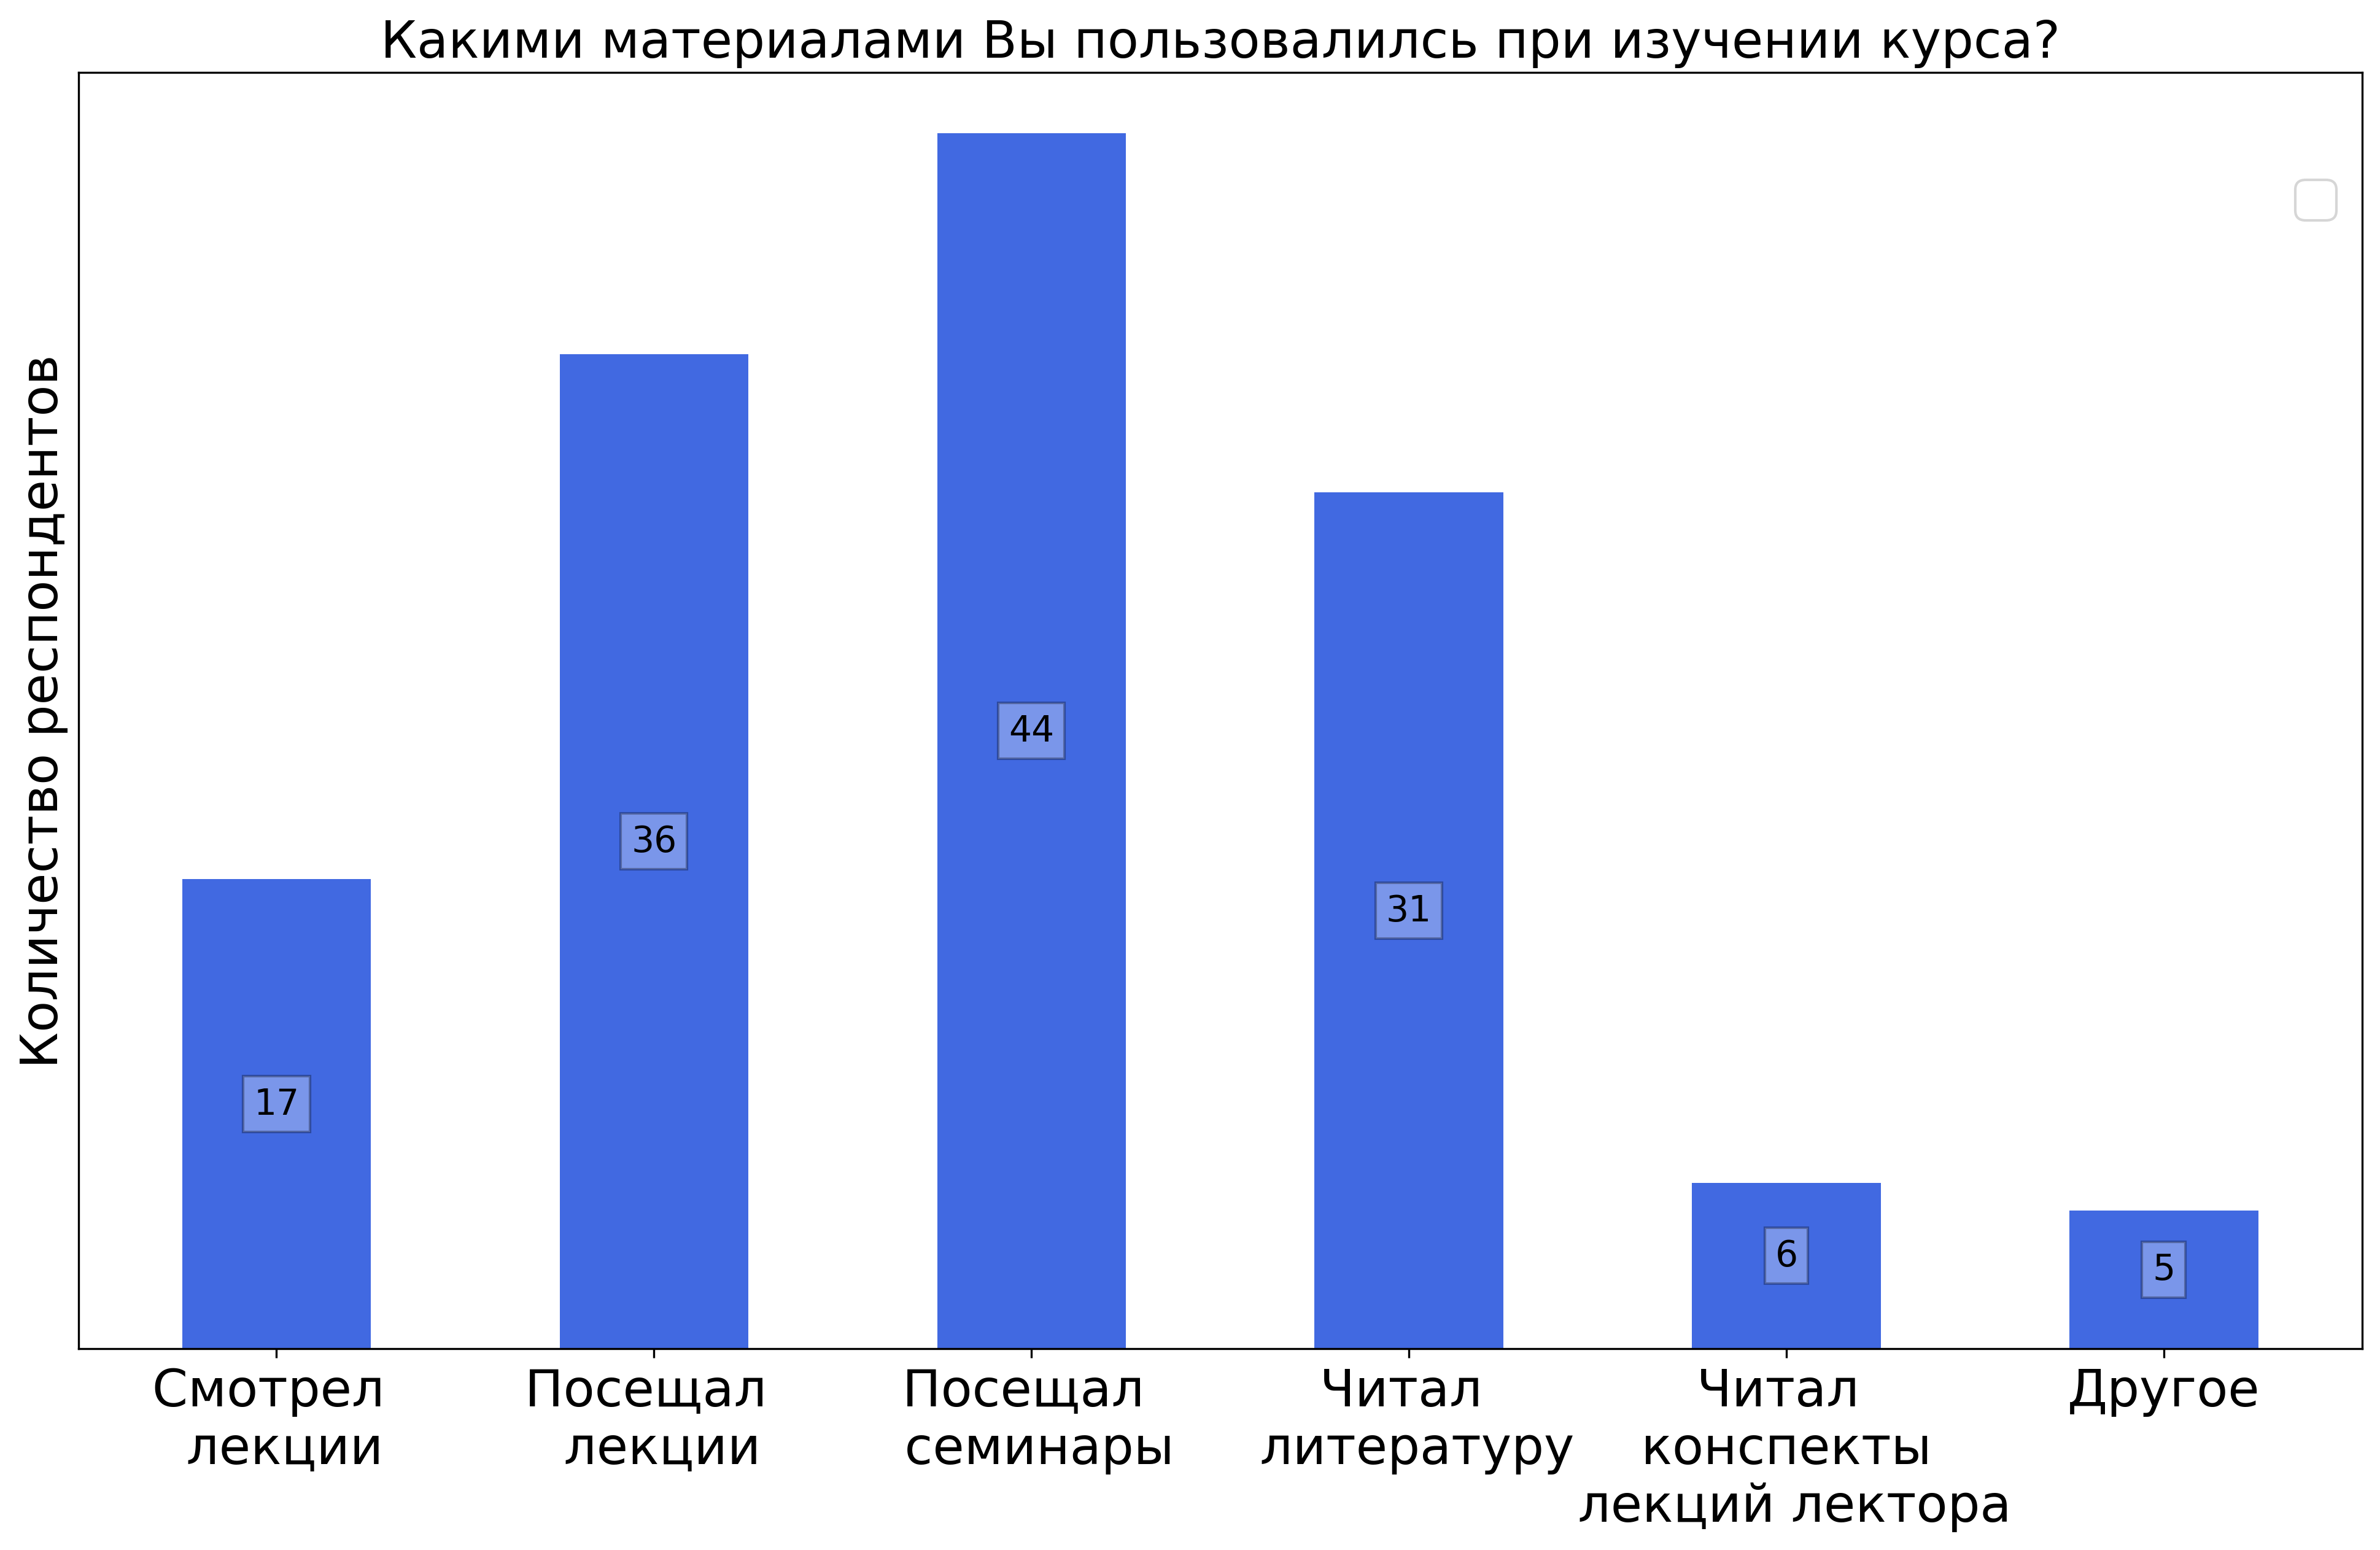 Какими материалами Вы пользовалилсь при изучении курса?
Количество респондентов
17
36
44
31
6
5
Смотрел
лекции
Посещал
лекции
Посещал
семинары
Читал
литературу
Читал
конспекты
лекций лектора
Другое